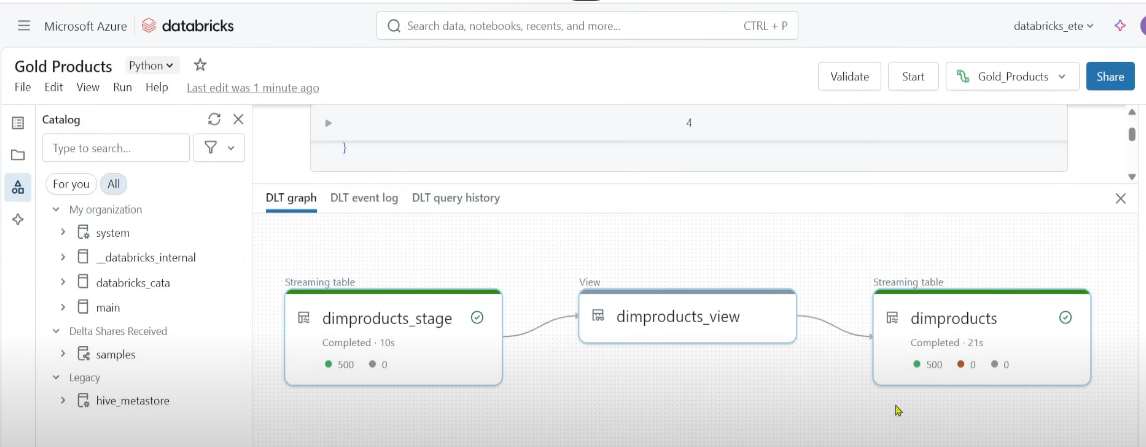 Microsoft Azure databricks Search data, notebooks, recents, and more... CTRL + P databricks_ete
Gold Products Python
File Edit View Run Help Last edit was 1 minute ago
Validate Start Gold_Products Share
Catalog
Type to search...
For you All
My organization
system
__databricks_internal
databricks_cata
main
Delta Shares Received
samples
Legacy
hive_metastore
4
}
DLT graph DLT event log DLT query history
Streaming table
dimproducts_stage
Completed · 10s
500 0
View
dimproducts_view
Streaming table
dimproducts
Completed · 21s
500 0 0